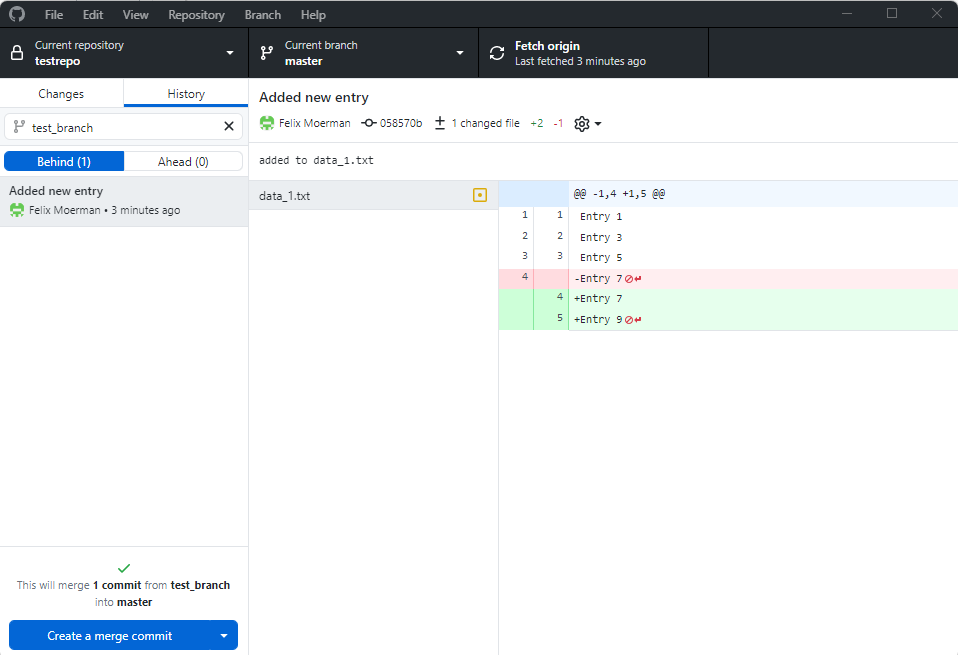 File Edit View Repository Branch Help
Current repository
testrepo
Current branch
master
Fetch origin
Last fetched 3 minutes ago
Changes History
test_branch
Behind (1) Ahead (0)
Added new entry
Felix Moerman • 3 minutes ago
This will merge 1 commit from test_branch
into master
Create a merge commit
Added new entry
Felix Moerman 058570b 1 changed file +2 -1
added to data_1.txt
data_1.txt
@@ -1,4 +1,5 @@
1 1 Entry 1
2 2 Entry 3
3 3 Entry 5
4 -Entry 7
4 +Entry 7
5 +Entry 9